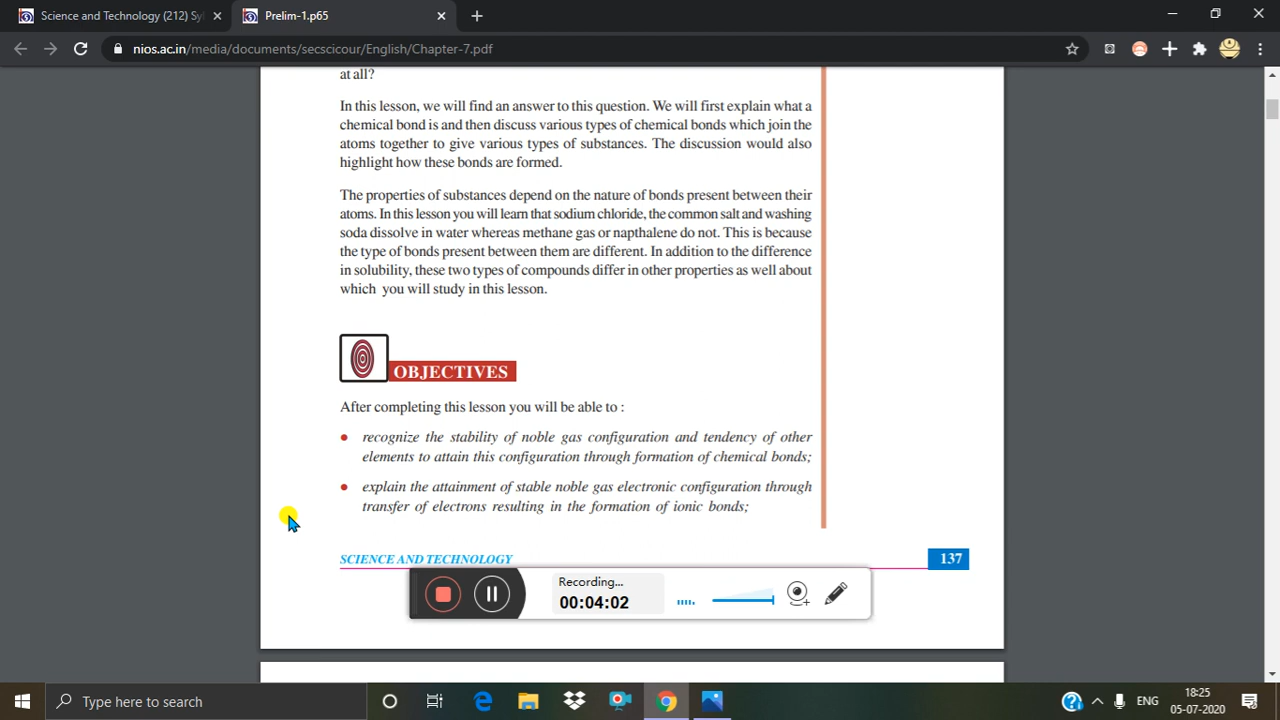 Science and Technology (212) Syl
Prelim-1.p65
nios.ac.in/media/documents/secscicour/English/Chapter-7.pdf
at all?
In this lesson, we will find an answer to this question. We will first explain what a
chemical bond is and then discuss various types of chemical bonds which join the
atoms together to give various types of substances. The discussion would also
highlight how these bonds are formed.
The properties of substances depend on the nature of bonds present between their
atoms. In this lesson you will learn that sodium chloride, the common salt and washing
soda dissolve in water whereas methane gas or napthalene do not. This is because
the type of bonds present between them are different. In addition to the difference
in solubility, these two types of compounds differ in other properties as well about
which you will study in this lesson.
OBJECTIVES
After completing this lesson you will be able to :
● recognize the stability of noble gas configuration and tendency of other
elements to attain this configuration through formation of chemical bonds;
● explain the attainment of stable noble gas electronic configuration through
transfer of electrons resulting in the formation of ionic bonds;
SCIENCE AND TECHNOLOGY
137
Recording...
00:04:02
Type here to search
ENG
18:25
05-07-2020